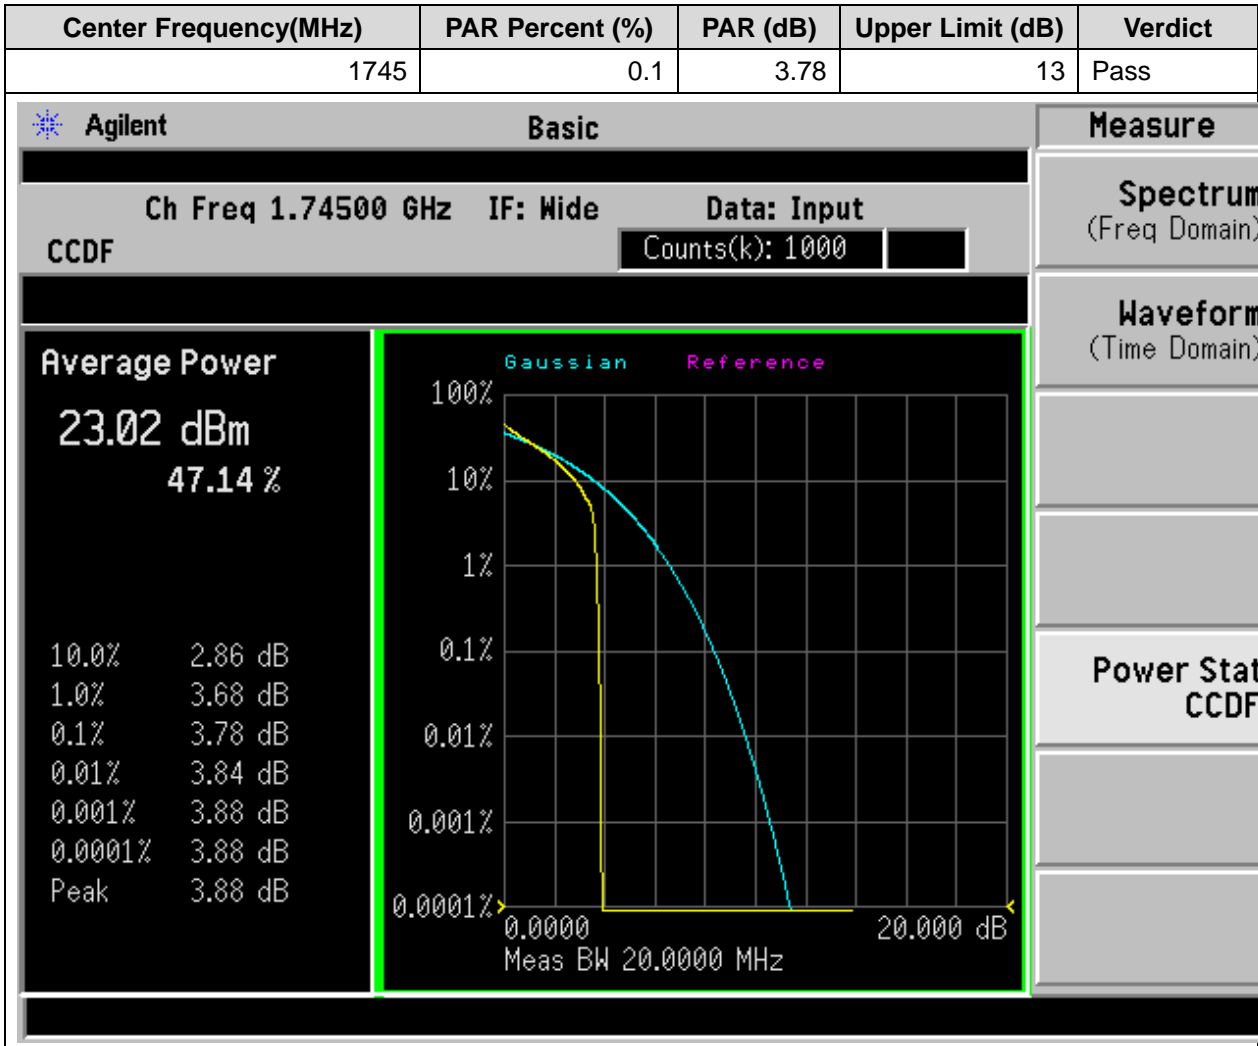 Center Frequency(MHz) PAR Percent (%) PAR (dB) Upper Limit (dB) Verdict
1745 0.1 3.78 13 Pass
Agilent Basic Measure
Ch Freq 1.74500 GHz IF: Wide Data: Input
CCDF Counts(k): 1000
Spectrum
(Freq Domain)
Waveform
(Time Domain)
Power Stat
CCDF
Average Power
23.02 dBm
47.14 %
10.0% 2.86 dB
1.0% 3.68 dB
0.1% 3.78 dB
0.01% 3.84 dB
0.001% 3.88 dB
0.0001% 3.88 dB
Peak 3.88 dB
Gaussian Reference
100%
10%
1%
0.1%
0.01%
0.001%
0.0001%
0.0000 20.000 dB
Meas BW 20.0000 MHz